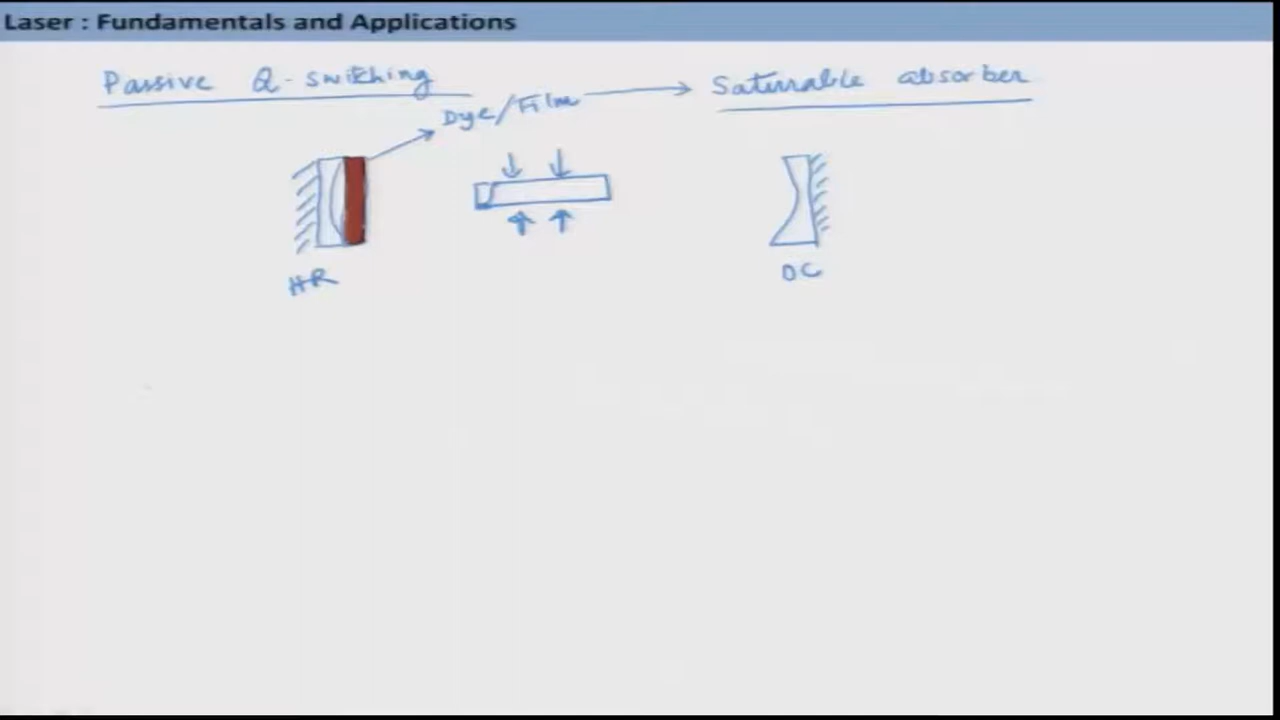 Laser : Fundamentals and Applications
Passive Q-switching
Dye/Film → Saturable absorber
HR
OC